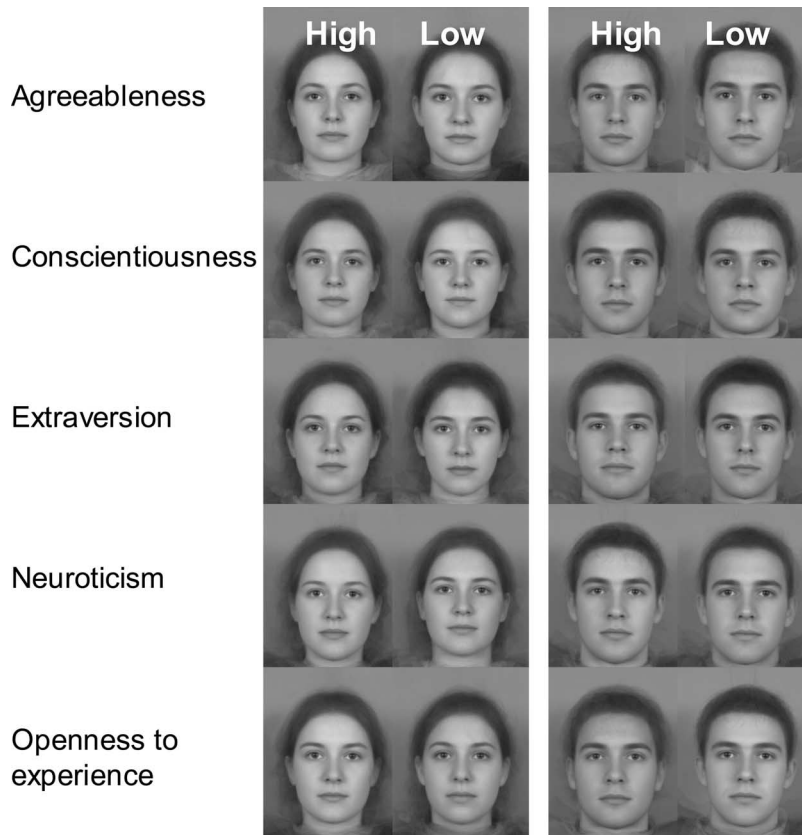 High Low High Low
Agreeableness
Conscientiousness
Extraversion
Neuroticism
Openness to
experience